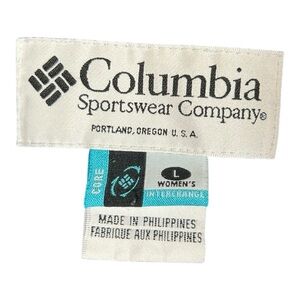 Columbia
Sportswear Company®
PORTLAND, OREGON U.S.A.
CORE
L
WOMEN'S
INTERCHANGE
MADE IN PHILIPPINES
FABRIQUE AUX PHILIPPINES